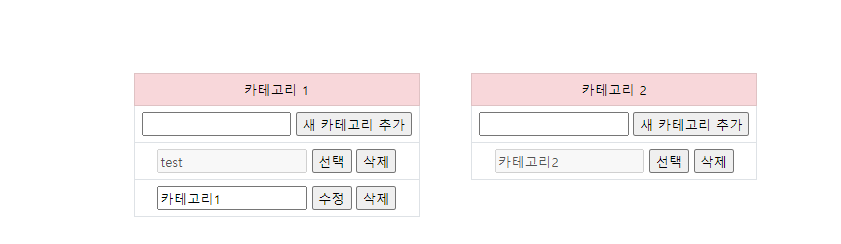 카테고리 1
새 카테고리 추가
test 선택 삭제
카테고리1 수정 삭제
카테고리 2
새 카테고리 추가
카테고리2 선택 삭제